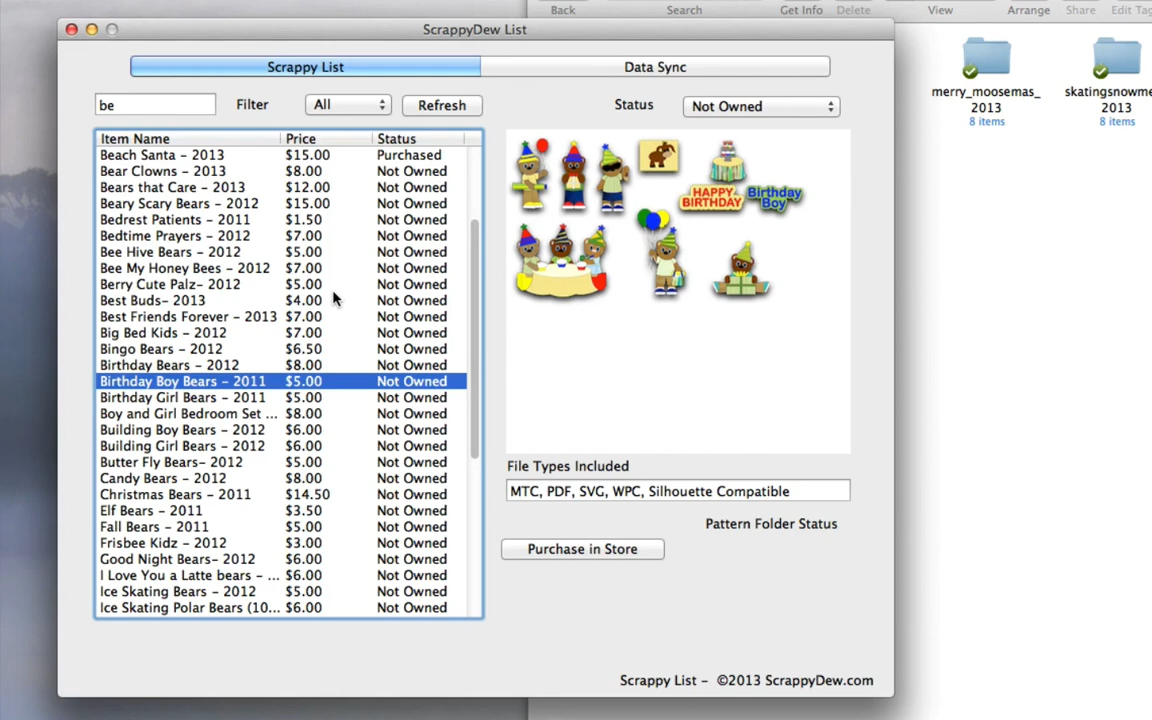 Back Search Get Info Delete View Arrange Share Edit Tag
ScrappyDew List
Scrappy List Data Sync
be Filter All Refresh Status Not Owned
Item Name Price Status
Beach Santa – 2013 $15.00 Purchased
Bear Clowns – 2013 $8.00 Not Owned
Bears that Care – 2013 $12.00 Not Owned
Beary Scary Bears – 2012 $15.00 Not Owned
Bedrest Patients – 2011 $1.50 Not Owned
Bedtime Prayers – 2012 $7.00 Not Owned
Bee Hive Bears – 2012 $5.00 Not Owned
Bee My Honey Bees – 2012 $7.00 Not Owned
Berry Cute Palz– 2012 $5.00 Not Owned
Best Buds– 2013 $4.00 Not Owned
Best Friends Forever – 2013 $7.00 Not Owned
Big Bed Kids – 2012 $7.00 Not Owned
Bingo Bears – 2012 $6.50 Not Owned
Birthday Bears – 2012 $8.00 Not Owned
Birthday Boy Bears – 2011 $5.00 Not Owned
Birthday Girl Bears – 2011 $5.00 Not Owned
Boy and Girl Bedroom Set ... $8.00 Not Owned
Building Boy Bears – 2012 $6.00 Not Owned
Building Girl Bears – 2012 $6.00 Not Owned
Butter Fly Bears– 2012 $5.00 Not Owned
Candy Bears – 2012 $8.00 Not Owned
Christmas Bears – 2011 $14.50 Not Owned
Elf Bears – 2011 $3.50 Not Owned
Fall Bears – 2011 $5.00 Not Owned
Frisbee Kidz – 2012 $3.00 Not Owned
Good Night Bears– 2012 $6.00 Not Owned
I Love You a Latte bears – ... $6.00 Not Owned
Ice Skating Bears – 2012 $5.00 Not Owned
Ice Skating Polar Bears (10... $6.00 Not Owned
HAPPY
BIRTHDAY
Birthday
Boy
File Types Included
MTC, PDF, SVG, WPC, Silhouette Compatible
Pattern Folder Status
Purchase in Store
Scrappy List – ©2013 ScrappyDew.com
merry_moosemas_
2013
8 items
skatingsnowme
2013
8 items